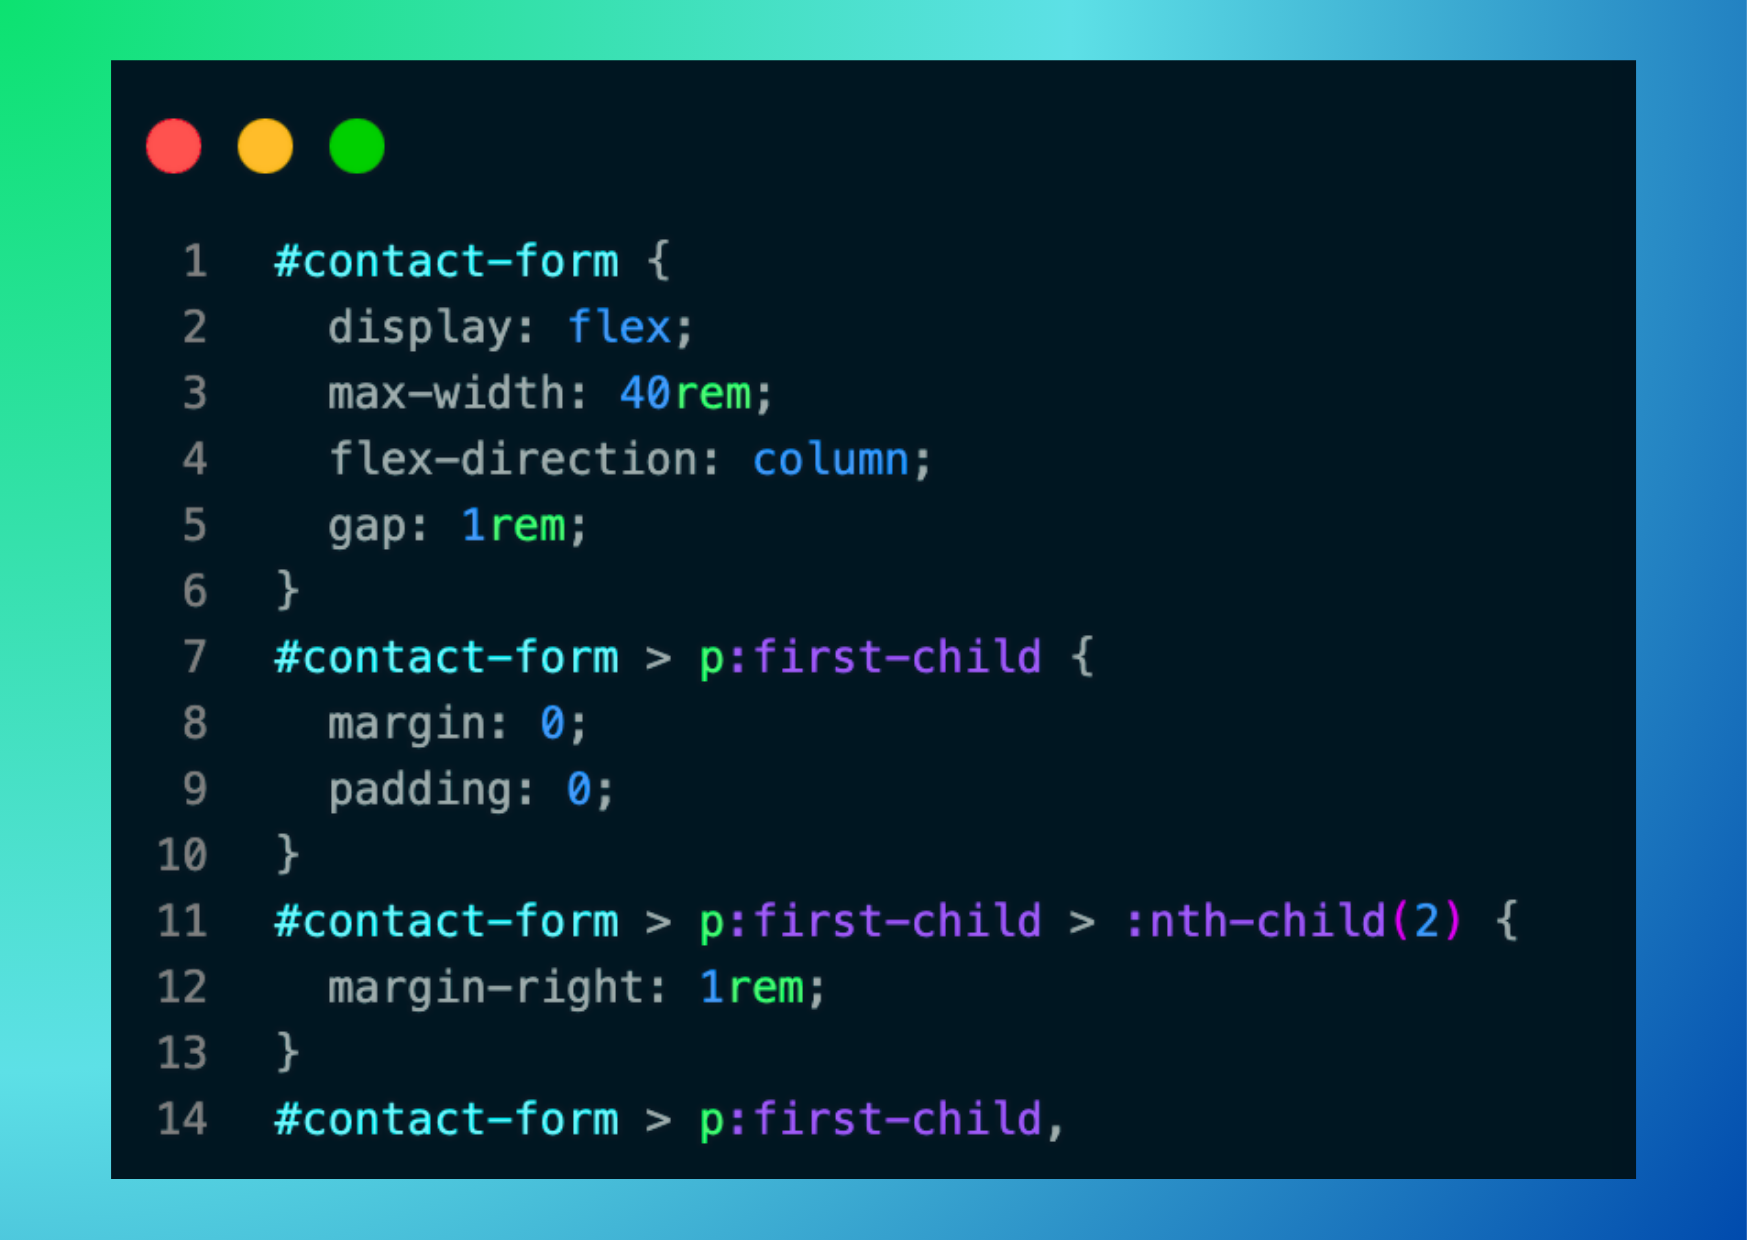 1 #contact-form {
2   display: flex;
3   max-width: 40rem;
4   flex-direction: column;
5   gap: 1rem;
6 }
7 #contact-form > p:first-child {
8   margin: 0;
9   padding: 0;
10 }
11 #contact-form > p:first-child > :nth-child(2) {
12   margin-right: 1rem;
13 }
14 #contact-form > p:first-child,